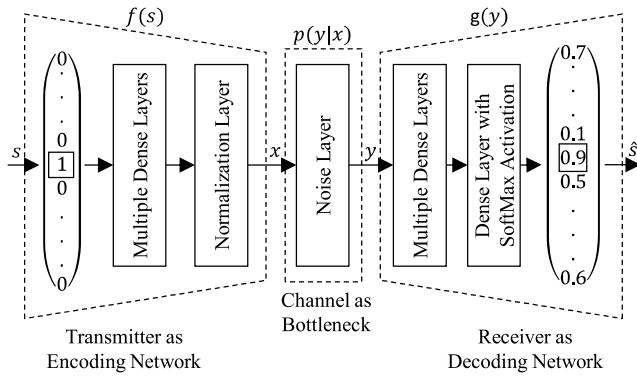 f(s)
p(y|x)
g(y)
s
0
.
.
.
0
1
0
.
.
.
0
Multiple Dense Layers
Normalization Layer
x
Noise Layer
y
Multiple Dense Layers
Dense Layer with
SoftMax Activation
0.7
.
.
.
0.1
0.9
0.5
.
.
.
0.6
ŝ
Transmitter as
Encoding Network
Channel as
Bottleneck
Receiver as
Decoding Network